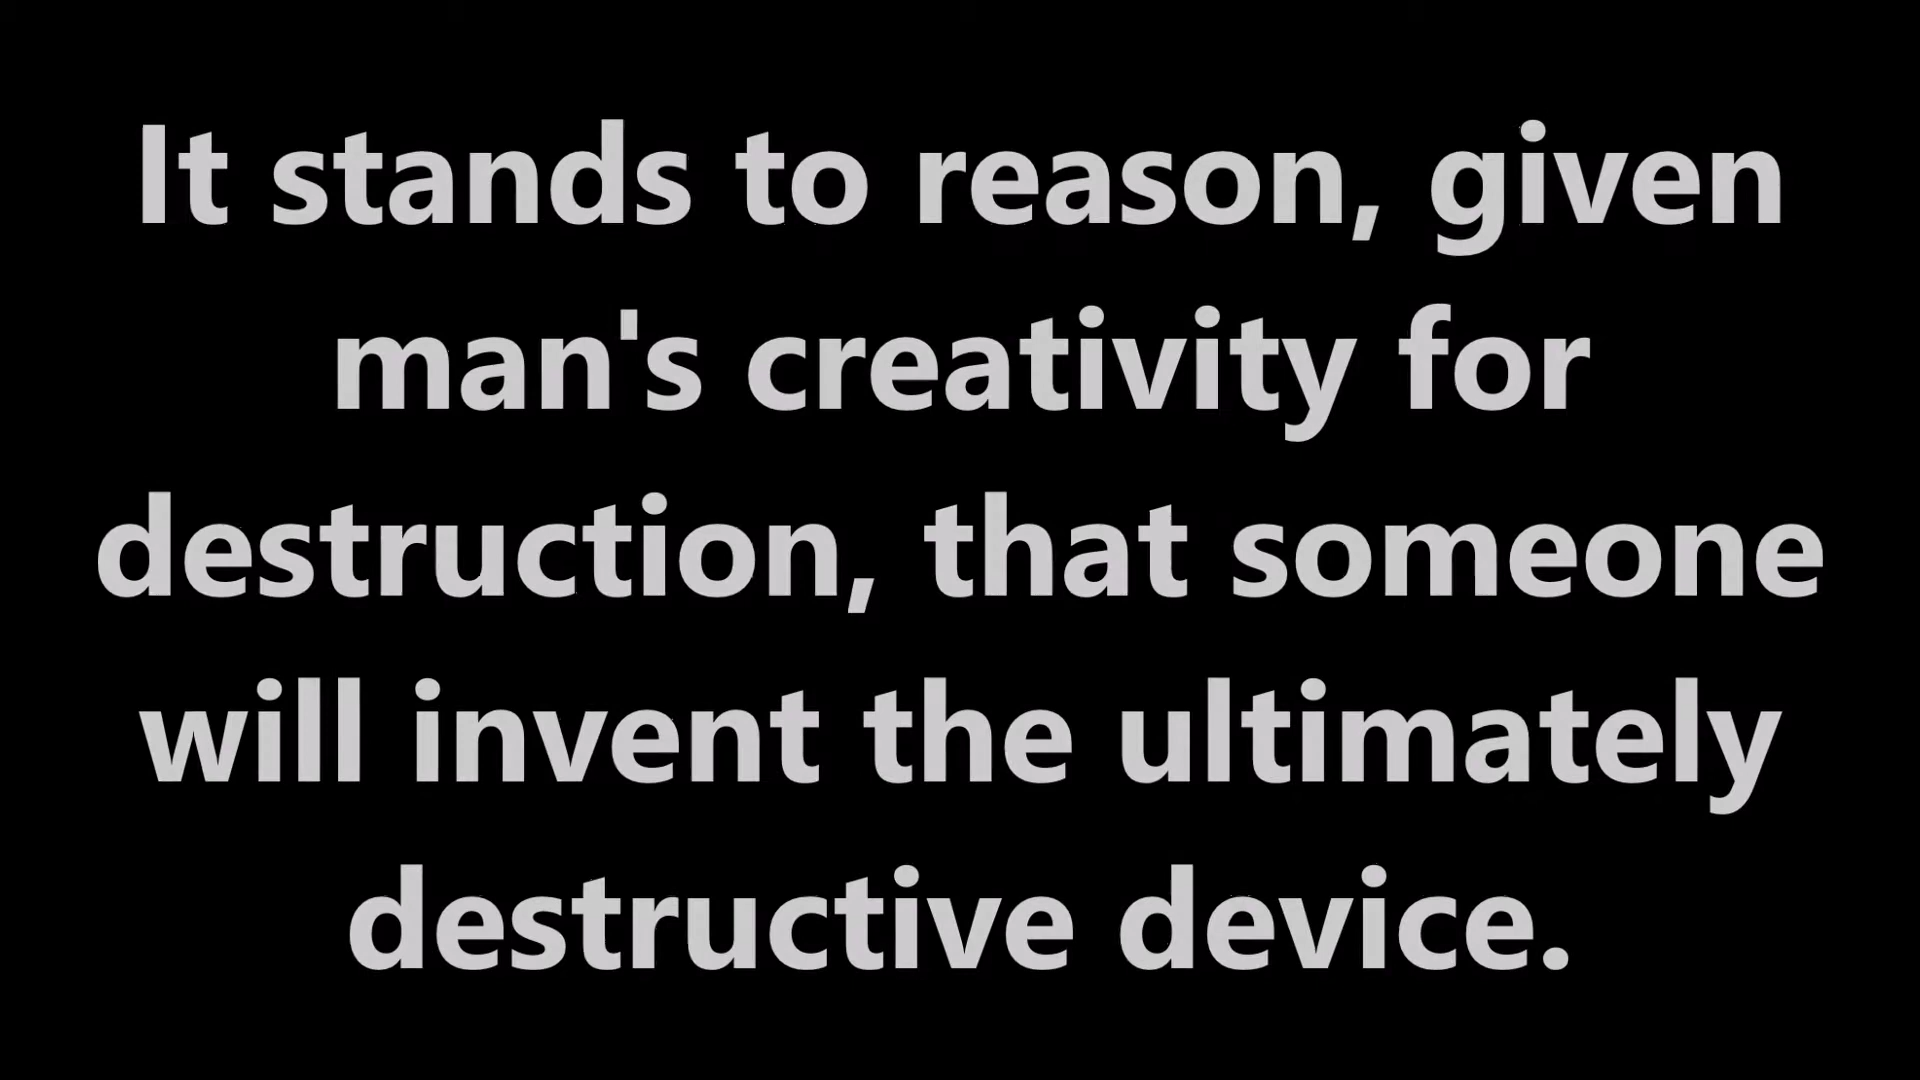 It stands to reason, given
man's creativity for
destruction, that someone
will invent the ultimately
destructive device.